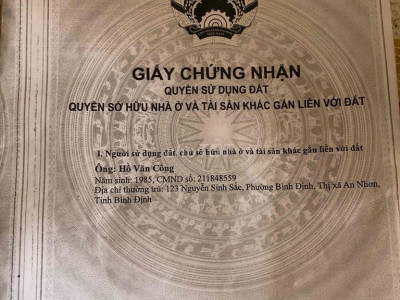 GIẤY CHỨNG NHẬN
QUYỀN SỬ DỤNG ĐẤT
QUYỀN SỞ HỮU NHÀ Ở VÀ TÀI SẢN KHÁC GẮN LIỀN VỚI ĐẤT
I. Người sử dụng đất, chủ sở hữu nhà ở và tài sản khác gắn liền với đất
Ông: Hồ Văn Công
Năm sinh: 1985, CMND số: 211848559
Địa chỉ thường trú: 123 Nguyễn Sinh Sắc, Phường Bình Định, Thị xã An Nhơn,
Tỉnh Bình Định